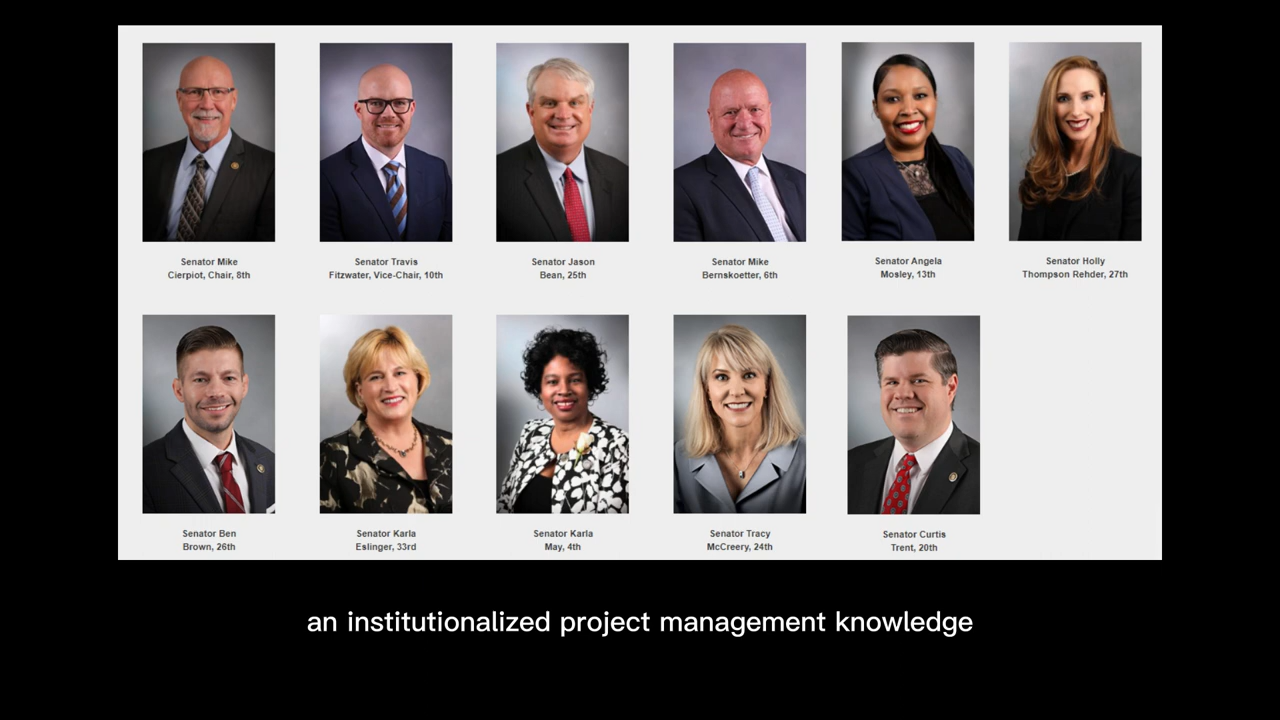 Senator Mike
Cierpiot, Chair, 8th
Senator Travis
Fitzwater, Vice-Chair, 10th
Senator Jason
Bean, 25th
Senator Mike
Bernskoetter, 6th
Senator Angela
Mosley, 13th
Senator Holly
Thompson Rehder, 27th
Senator Ben
Brown, 26th
Senator Karla
Eslinger, 33rd
Senator Karla
May, 4th
Senator Tracy
McCreery, 24th
Senator Curtis
Trent, 20th
an institutionalized project management knowledge